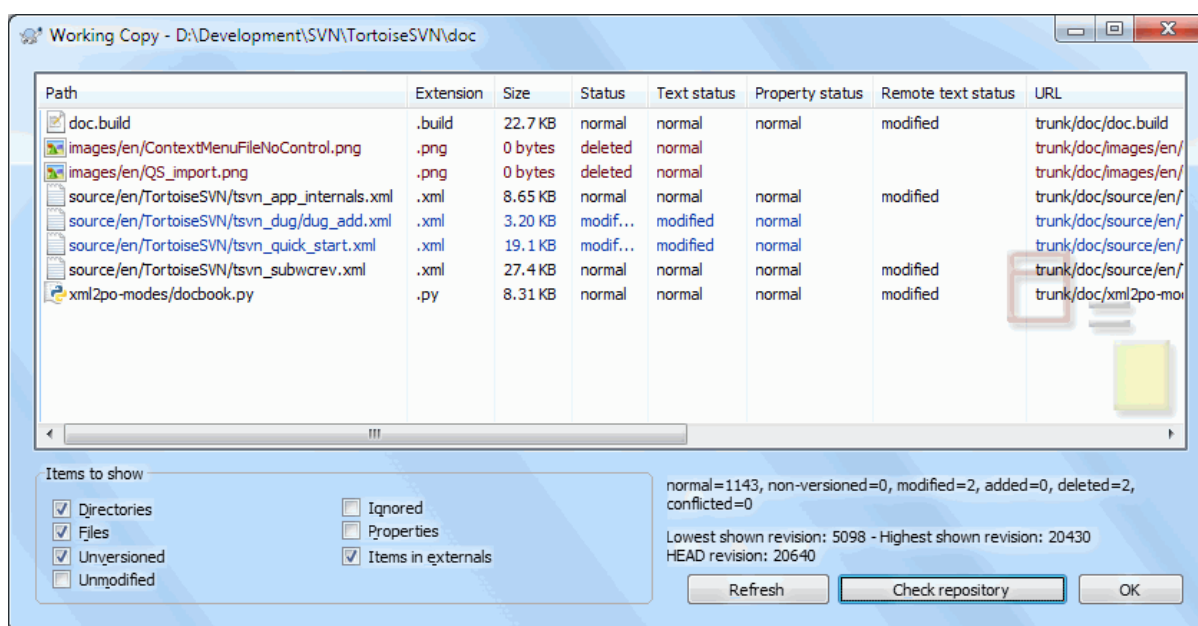 Working Copy - D:\Development\SVN\TortoiseSVN\doc
Path Extension Size Status Text status Property status Remote text status URL
doc.build .build 22.7 KB normal normal normal modified trunk/doc/doc.build
images/en/ContextMenuFileNoControl.png .png 0 bytes deleted normal trunk/doc/images/en/
images/en/QS_import.png .png 0 bytes deleted normal trunk/doc/images/en/
source/en/TortoiseSVN/tsvn_app_internals.xml .xml 8.65 KB normal normal normal modified trunk/doc/source/en/
source/en/TortoiseSVN/tsvn_dug/dug_add.xml .xml 3.20 KB modif... modified normal trunk/doc/source/en/
source/en/TortoiseSVN/tsvn_quick_start.xml .xml 19.1 KB modif... modified normal trunk/doc/source/en/
source/en/TortoiseSVN/tsvn_subwcrev.xml .xml 27.4 KB normal normal normal modified trunk/doc/source/en/
xml2po-modes/docbook.py .py 8.31 KB normal normal normal modified trunk/doc/xml2po-mo
Items to show
Directories Ignored
Files Properties
Unversioned Items in externals
Unmodified
normal=1143, non-versioned=0, modified=2, added=0, deleted=2,
conflicted=0
Lowest shown revision: 5098 - Highest shown revision: 20430
HEAD revision: 20640
Refresh Check repository OK